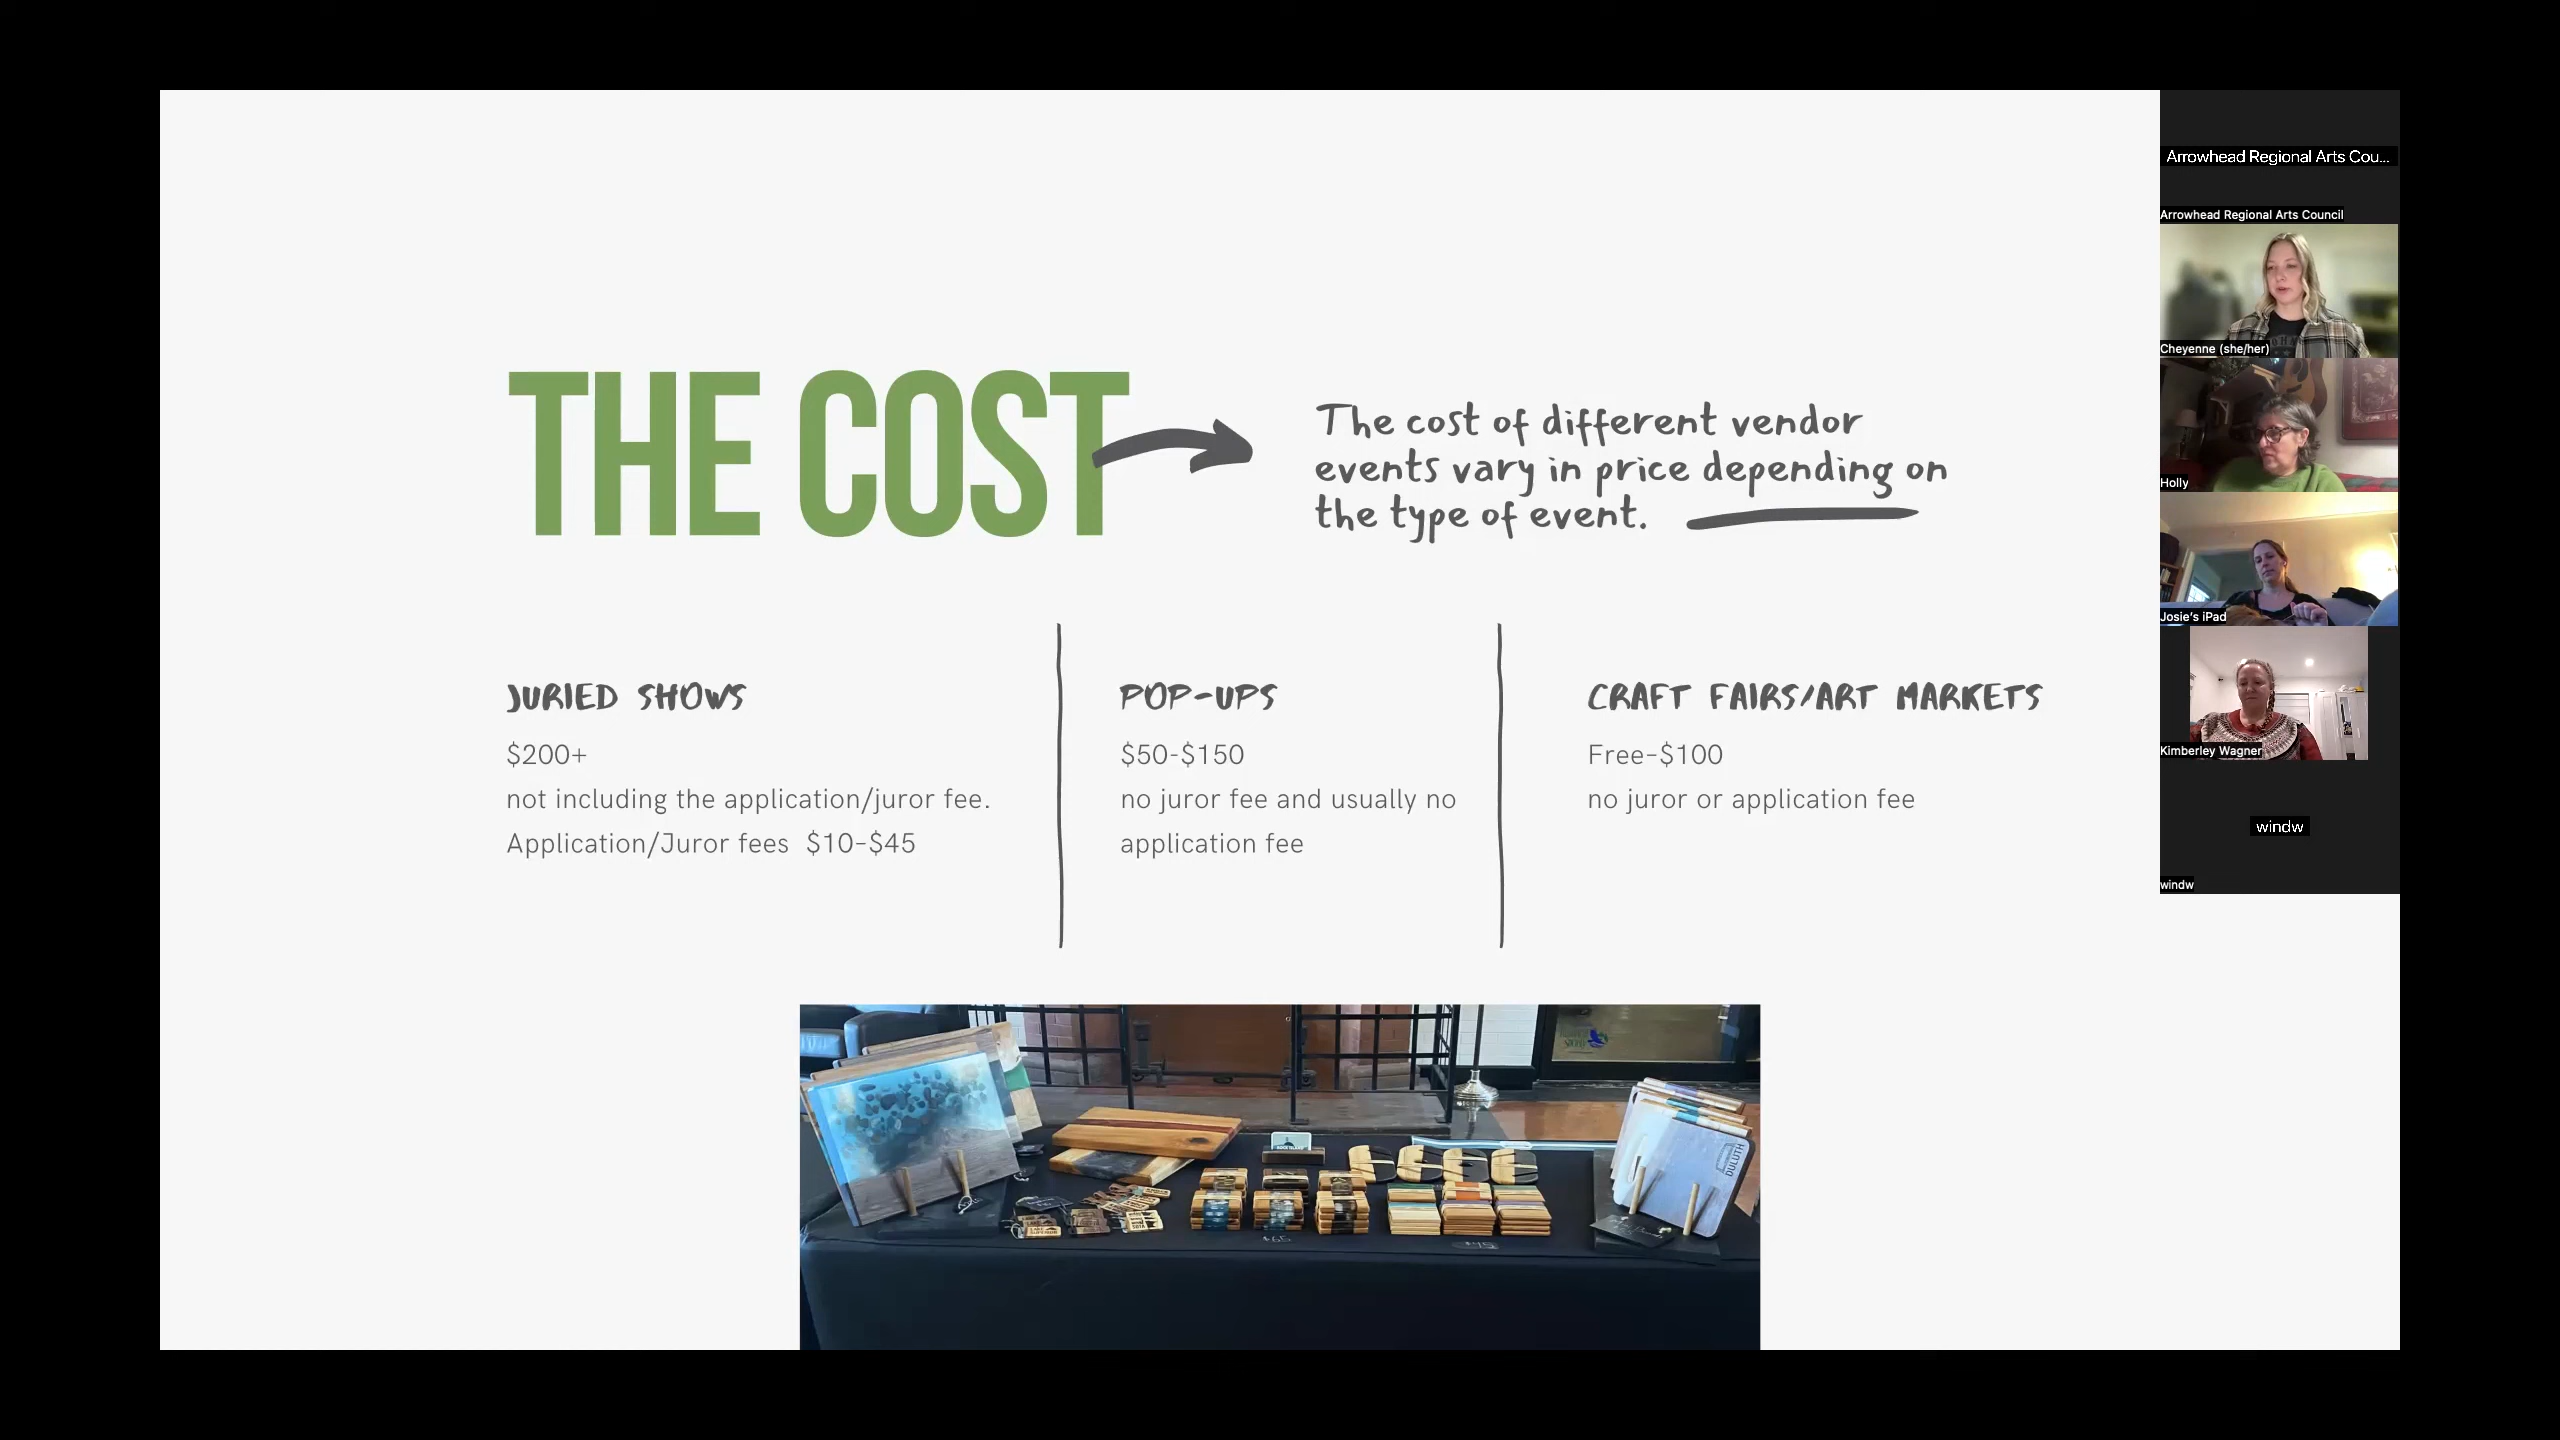 THE COST
The cost of different vendor
events vary in price depending on
the type of event.
JURIED SHOWS
$200+
not including the application/juror fee.
Application/Juror fees $10-$45
POP-UPS
$50-$150
no juror fee and usually no
application fee
CRAFT FAIRS/ART MARKETS
Free-$100
no juror or application fee
DULUTH
Arrowhead Regional Arts Cou...
Arrowhead Regional Arts Council
Cheyenne (she/her)
Holly
Josie's iPad
Kimberley Wagner
windw
windw